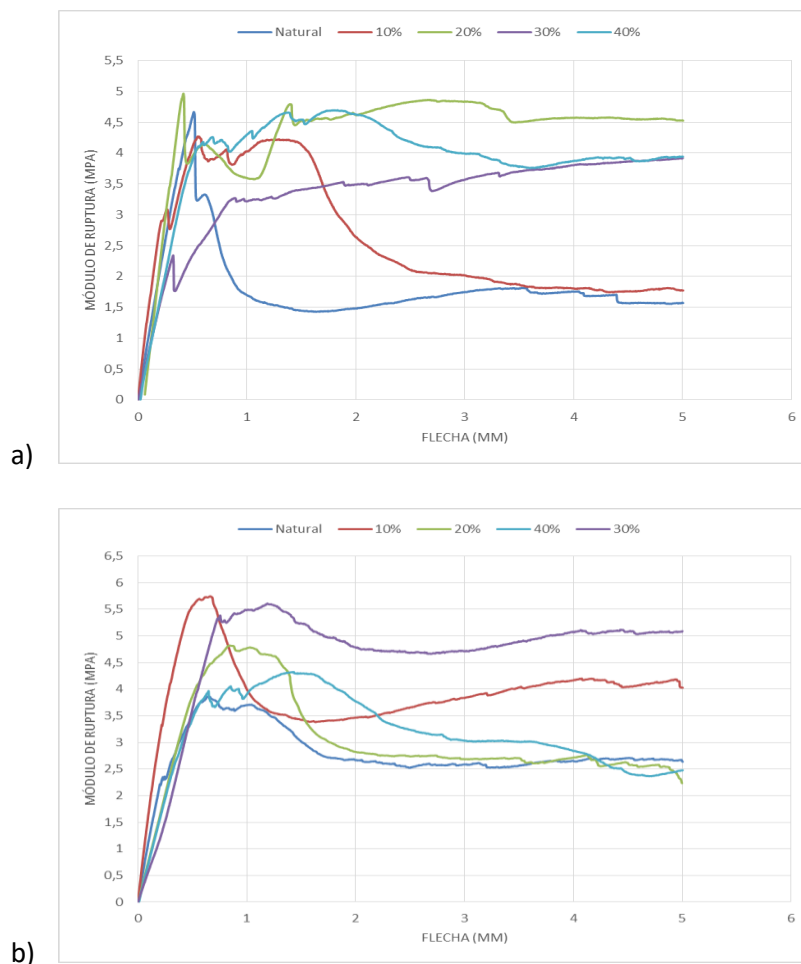 Natural 10% 20% 30% 40%
5,5
5
4,5
4
3,5
3
2,5
2
1,5
1
0,5
0
MÓDULO DE RUPTURA (MPA)
0 1 2 3 4 5 6
FLECHA (MM)
a)
Natural 10% 20% 40% 30%
6,5
6
5,5
5
4,5
4
3,5
3
2,5
2
1,5
1
0,5
0
MÓDULO DE RUPTURA (MPA)
0 1 2 3 4 5 6
FLECHA (MM)
b)